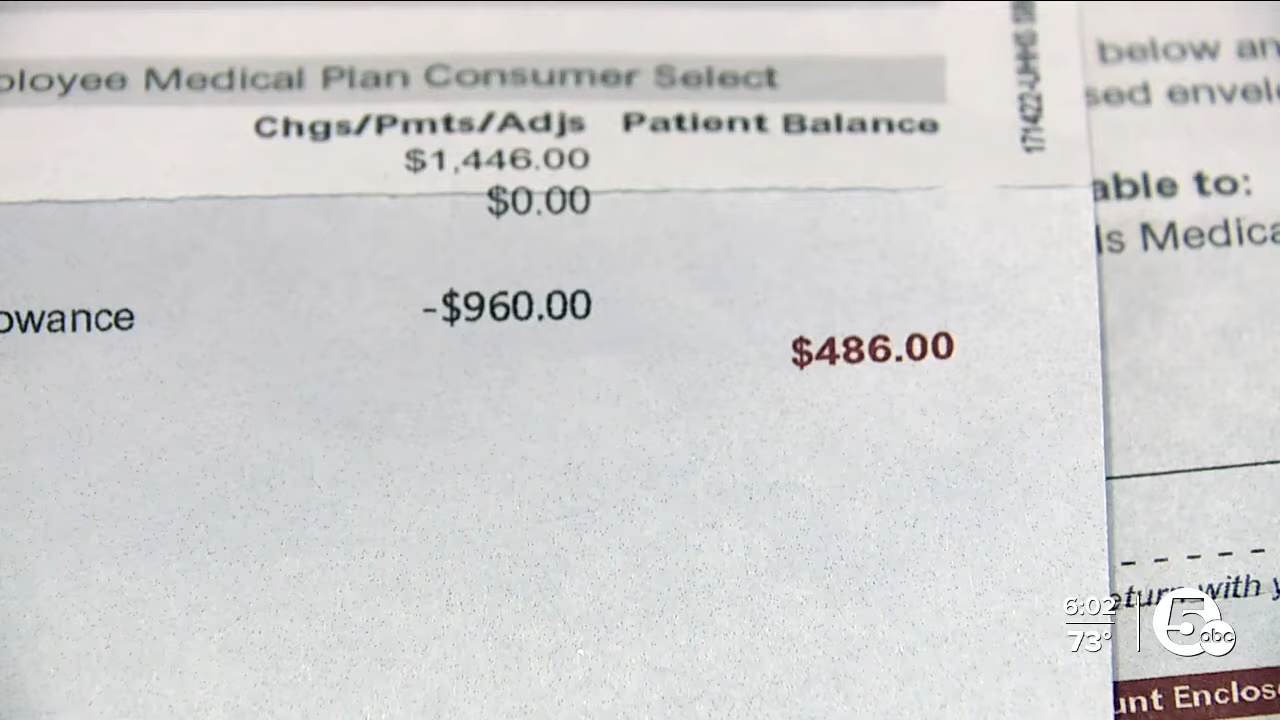 ployee Medical Plan Consumer Select
Chgs/Pmts/Adjs Patient Balance
$1,446.00
$0.00
owance -$960.00
$486.00
below an
sed envel
able to:
ls Medica
eturn with y
unt Enclos
6:02
73°
5
abc